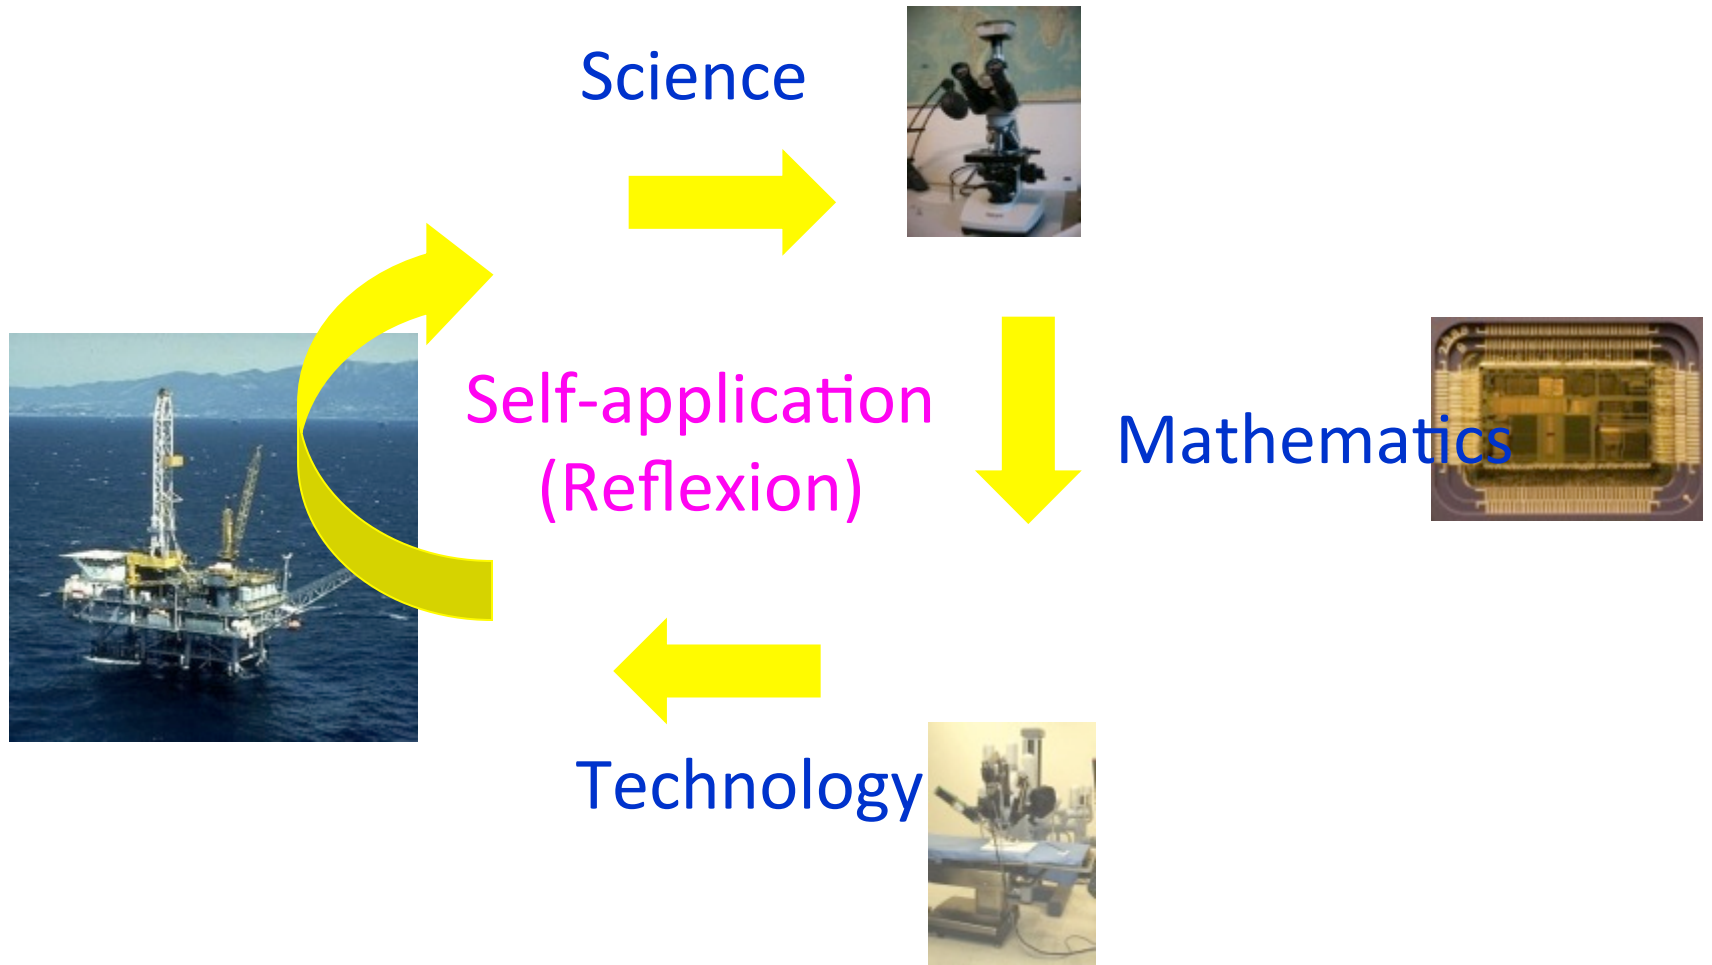 Science
Self-application
(Reflexion)
Mathematics
Technology